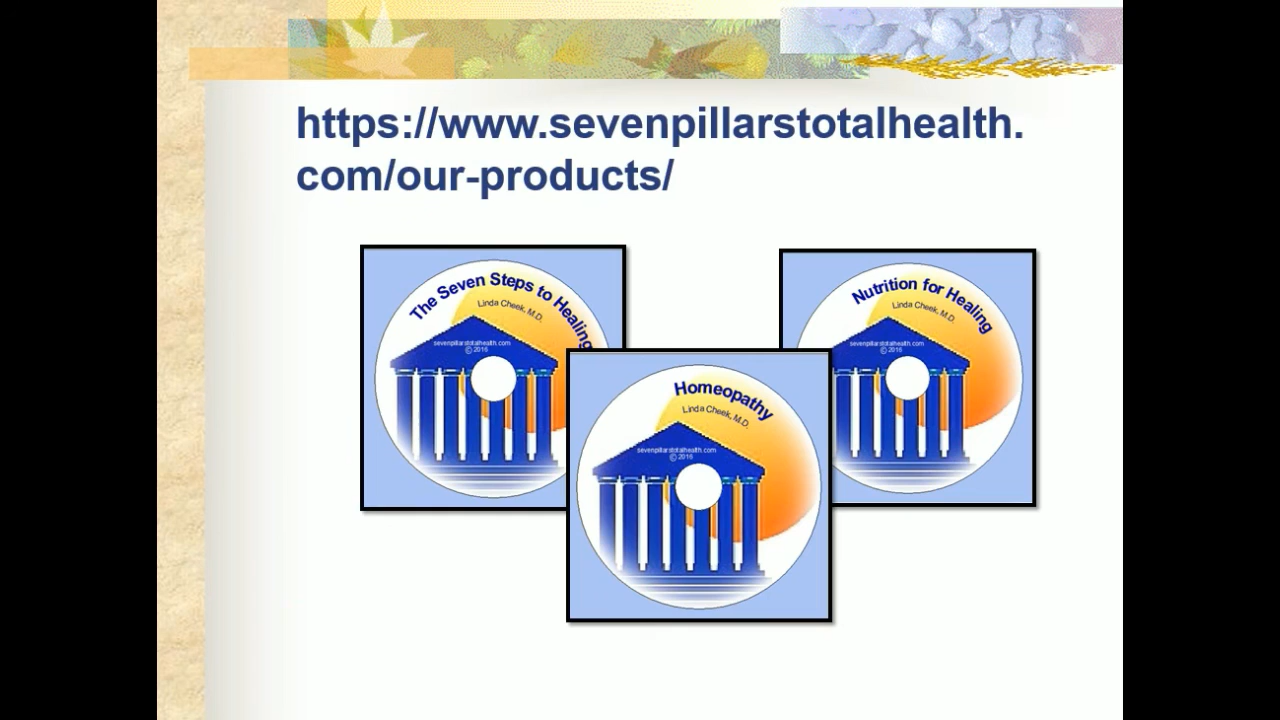 https://www.sevenpillarstotalhealth.
com/our-products/
The Seven Steps to Healing
Linda Cheek, M.D.
sevenpillarstotalhealth.com
© 2016
Nutrition for Healing
Linda Cheek, M.D.
sevenpillarstotalhealth.com
© 2016
Homeopathy
Linda Cheek, M.D.
sevenpillarstotalhealth.com
© 2016